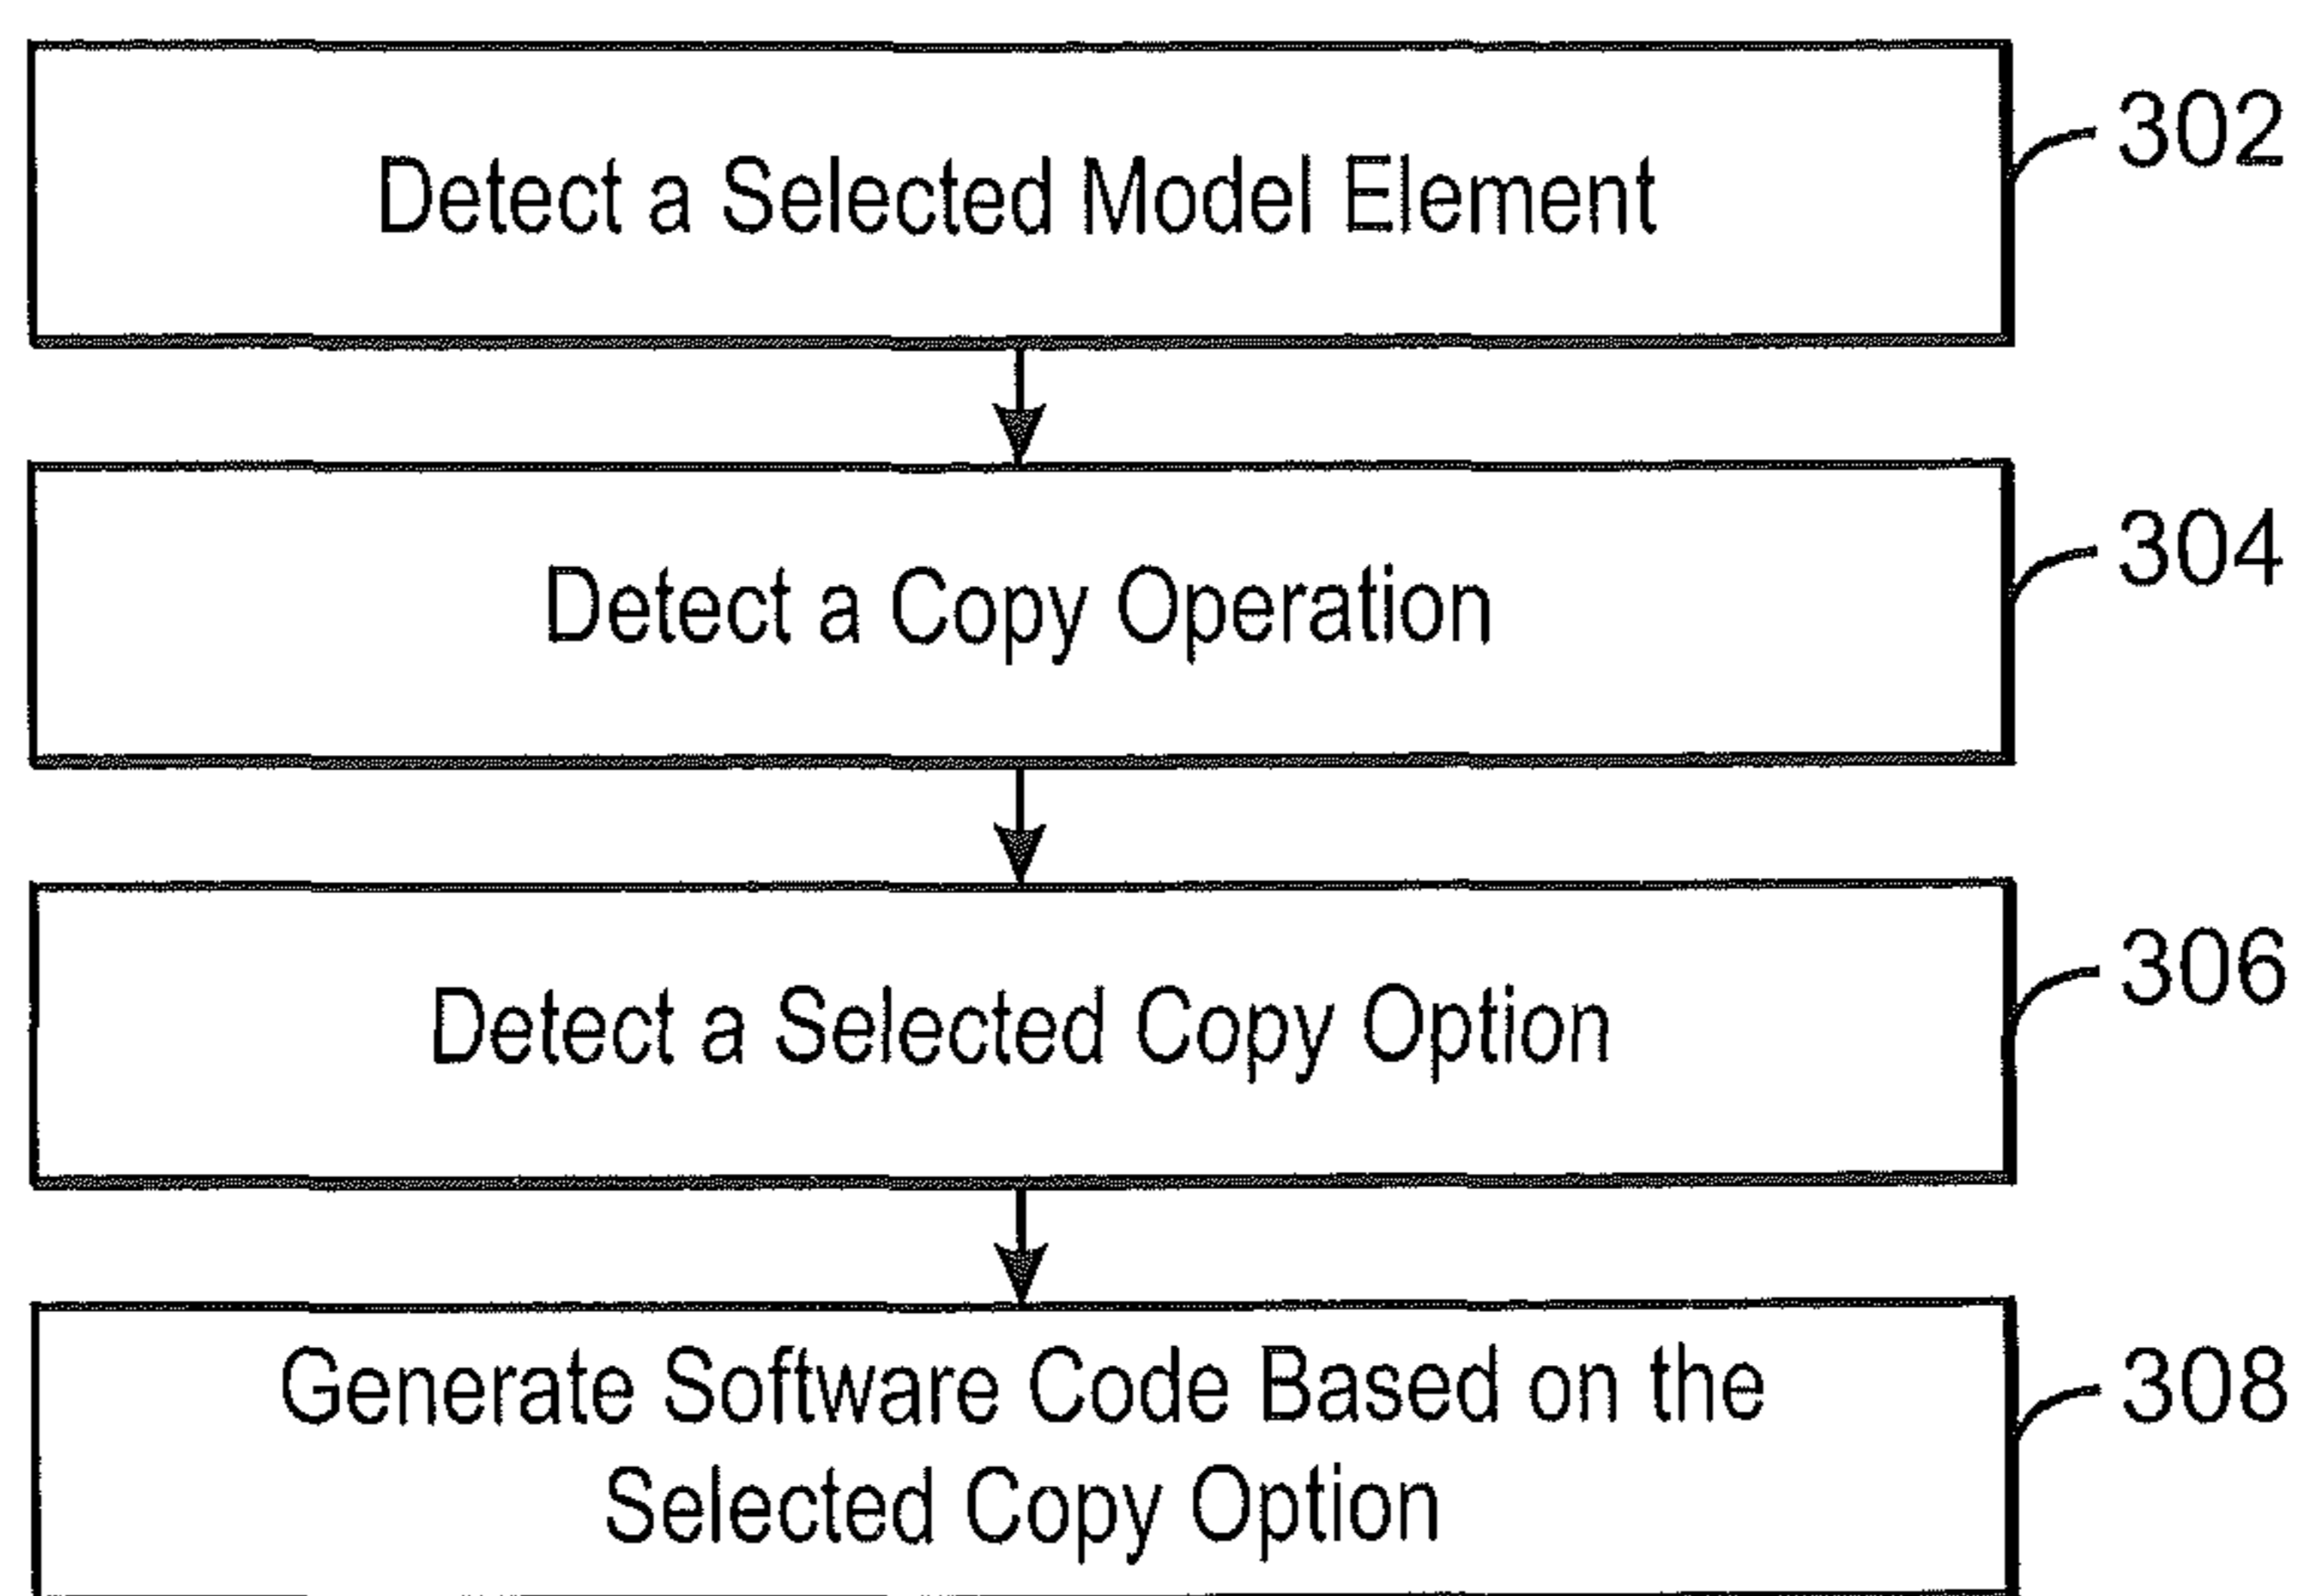 Detect a Selected Model Element
302
Detect a Copy Operation
304
Detect a Selected Copy Option
306
Generate Software Code Based on the
Selected Copy Option
308